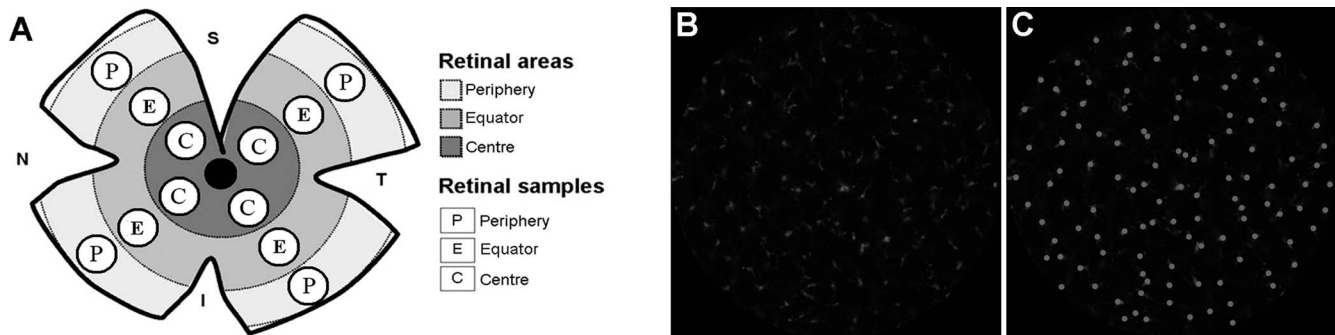 A
S
N
T
I
P
P
P
P
E
E
E
E
C
C
C
C
Retinal areas
Periphery
Equator
Centre
Retinal samples
P Periphery
E Equator
C Centre
B
C